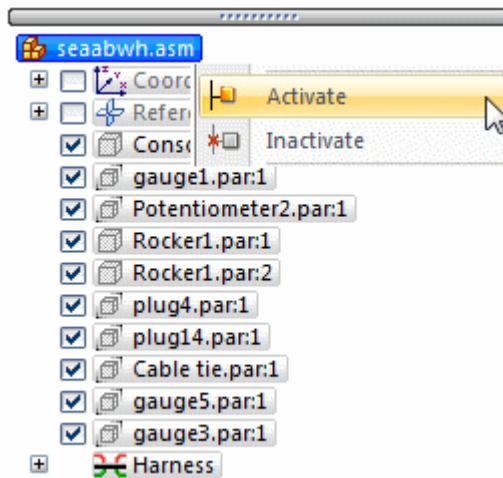 seaabwh.asm
Coord
Activate
Refer
Inactivate
Conso
gauge1.par:1
Potentiometer2.par:1
Rocker1.par:1
Rocker1.par:2
plug4.par:1
plug14.par:1
Cable tie.par:1
gauge5.par:1
gauge3.par:1
Harness